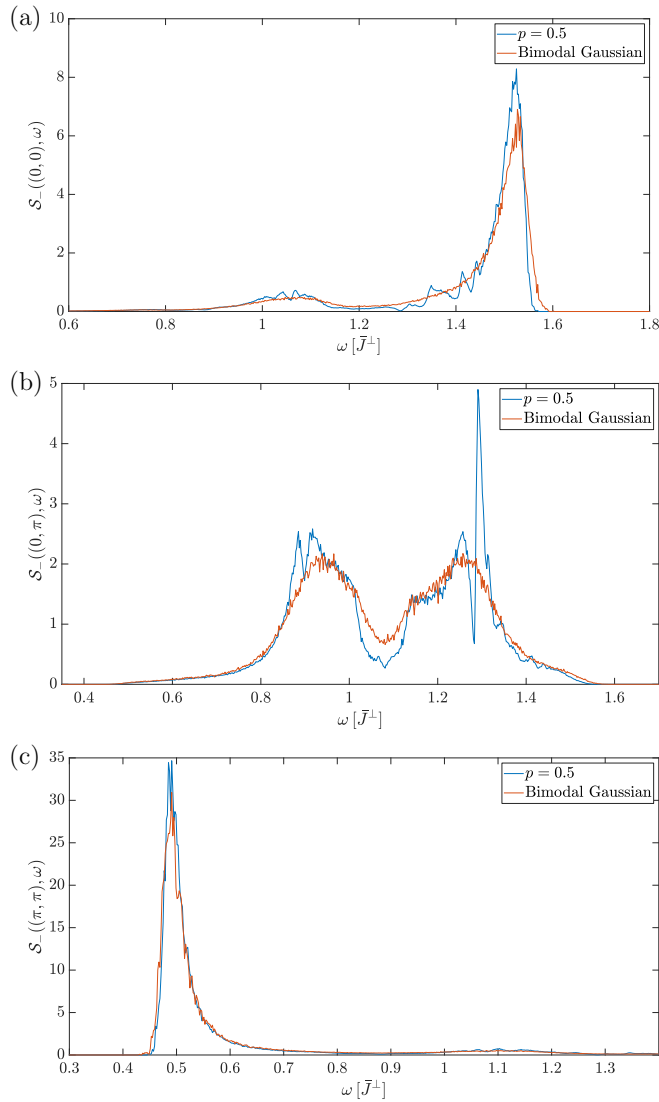 (a)
10
8
6
4
2
0
0.6 0.8 1 1.2 1.4 1.6 1.8
𝒮₋((0, 0), ω)
ω [J̄⊥]
p = 0.5
Bimodal Gaussian
(b)
5
4
3
2
1
0
0.4 0.6 0.8 1 1.2 1.4 1.6
𝒮₋((0, π), ω)
ω [J̄⊥]
p = 0.5
Bimodal Gaussian
(c)
35
30
25
20
15
10
5
0
0.3 0.4 0.5 0.6 0.7 0.8 0.9 1 1.1 1.2 1.3
𝒮₋((π, π), ω)
ω [J̄⊥]
p = 0.5
Bimodal Gaussian